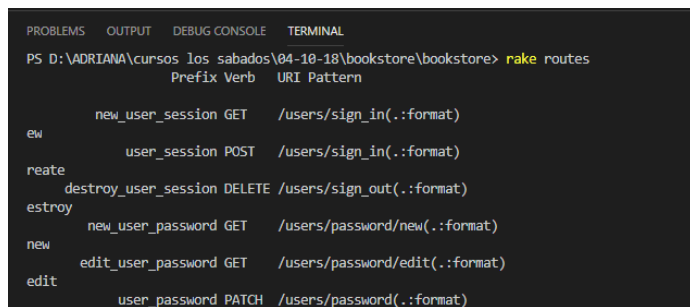 PROBLEMS OUTPUT DEBUG CONSOLE TERMINAL
PS D:\ADRIANA\cursos los sabados\04-10-18\bookstore\bookstore> rake routes
Prefix Verb URI Pattern
new_user_session GET /users/sign_in(.:format)
ew
user_session POST /users/sign_in(.:format)
reate
destroy_user_session DELETE /users/sign_out(.:format)
estroy
new_user_password GET /users/password/new(.:format)
new
edit_user_password GET /users/password/edit(.:format)
edit
user_password PATCH /users/password(.:format)